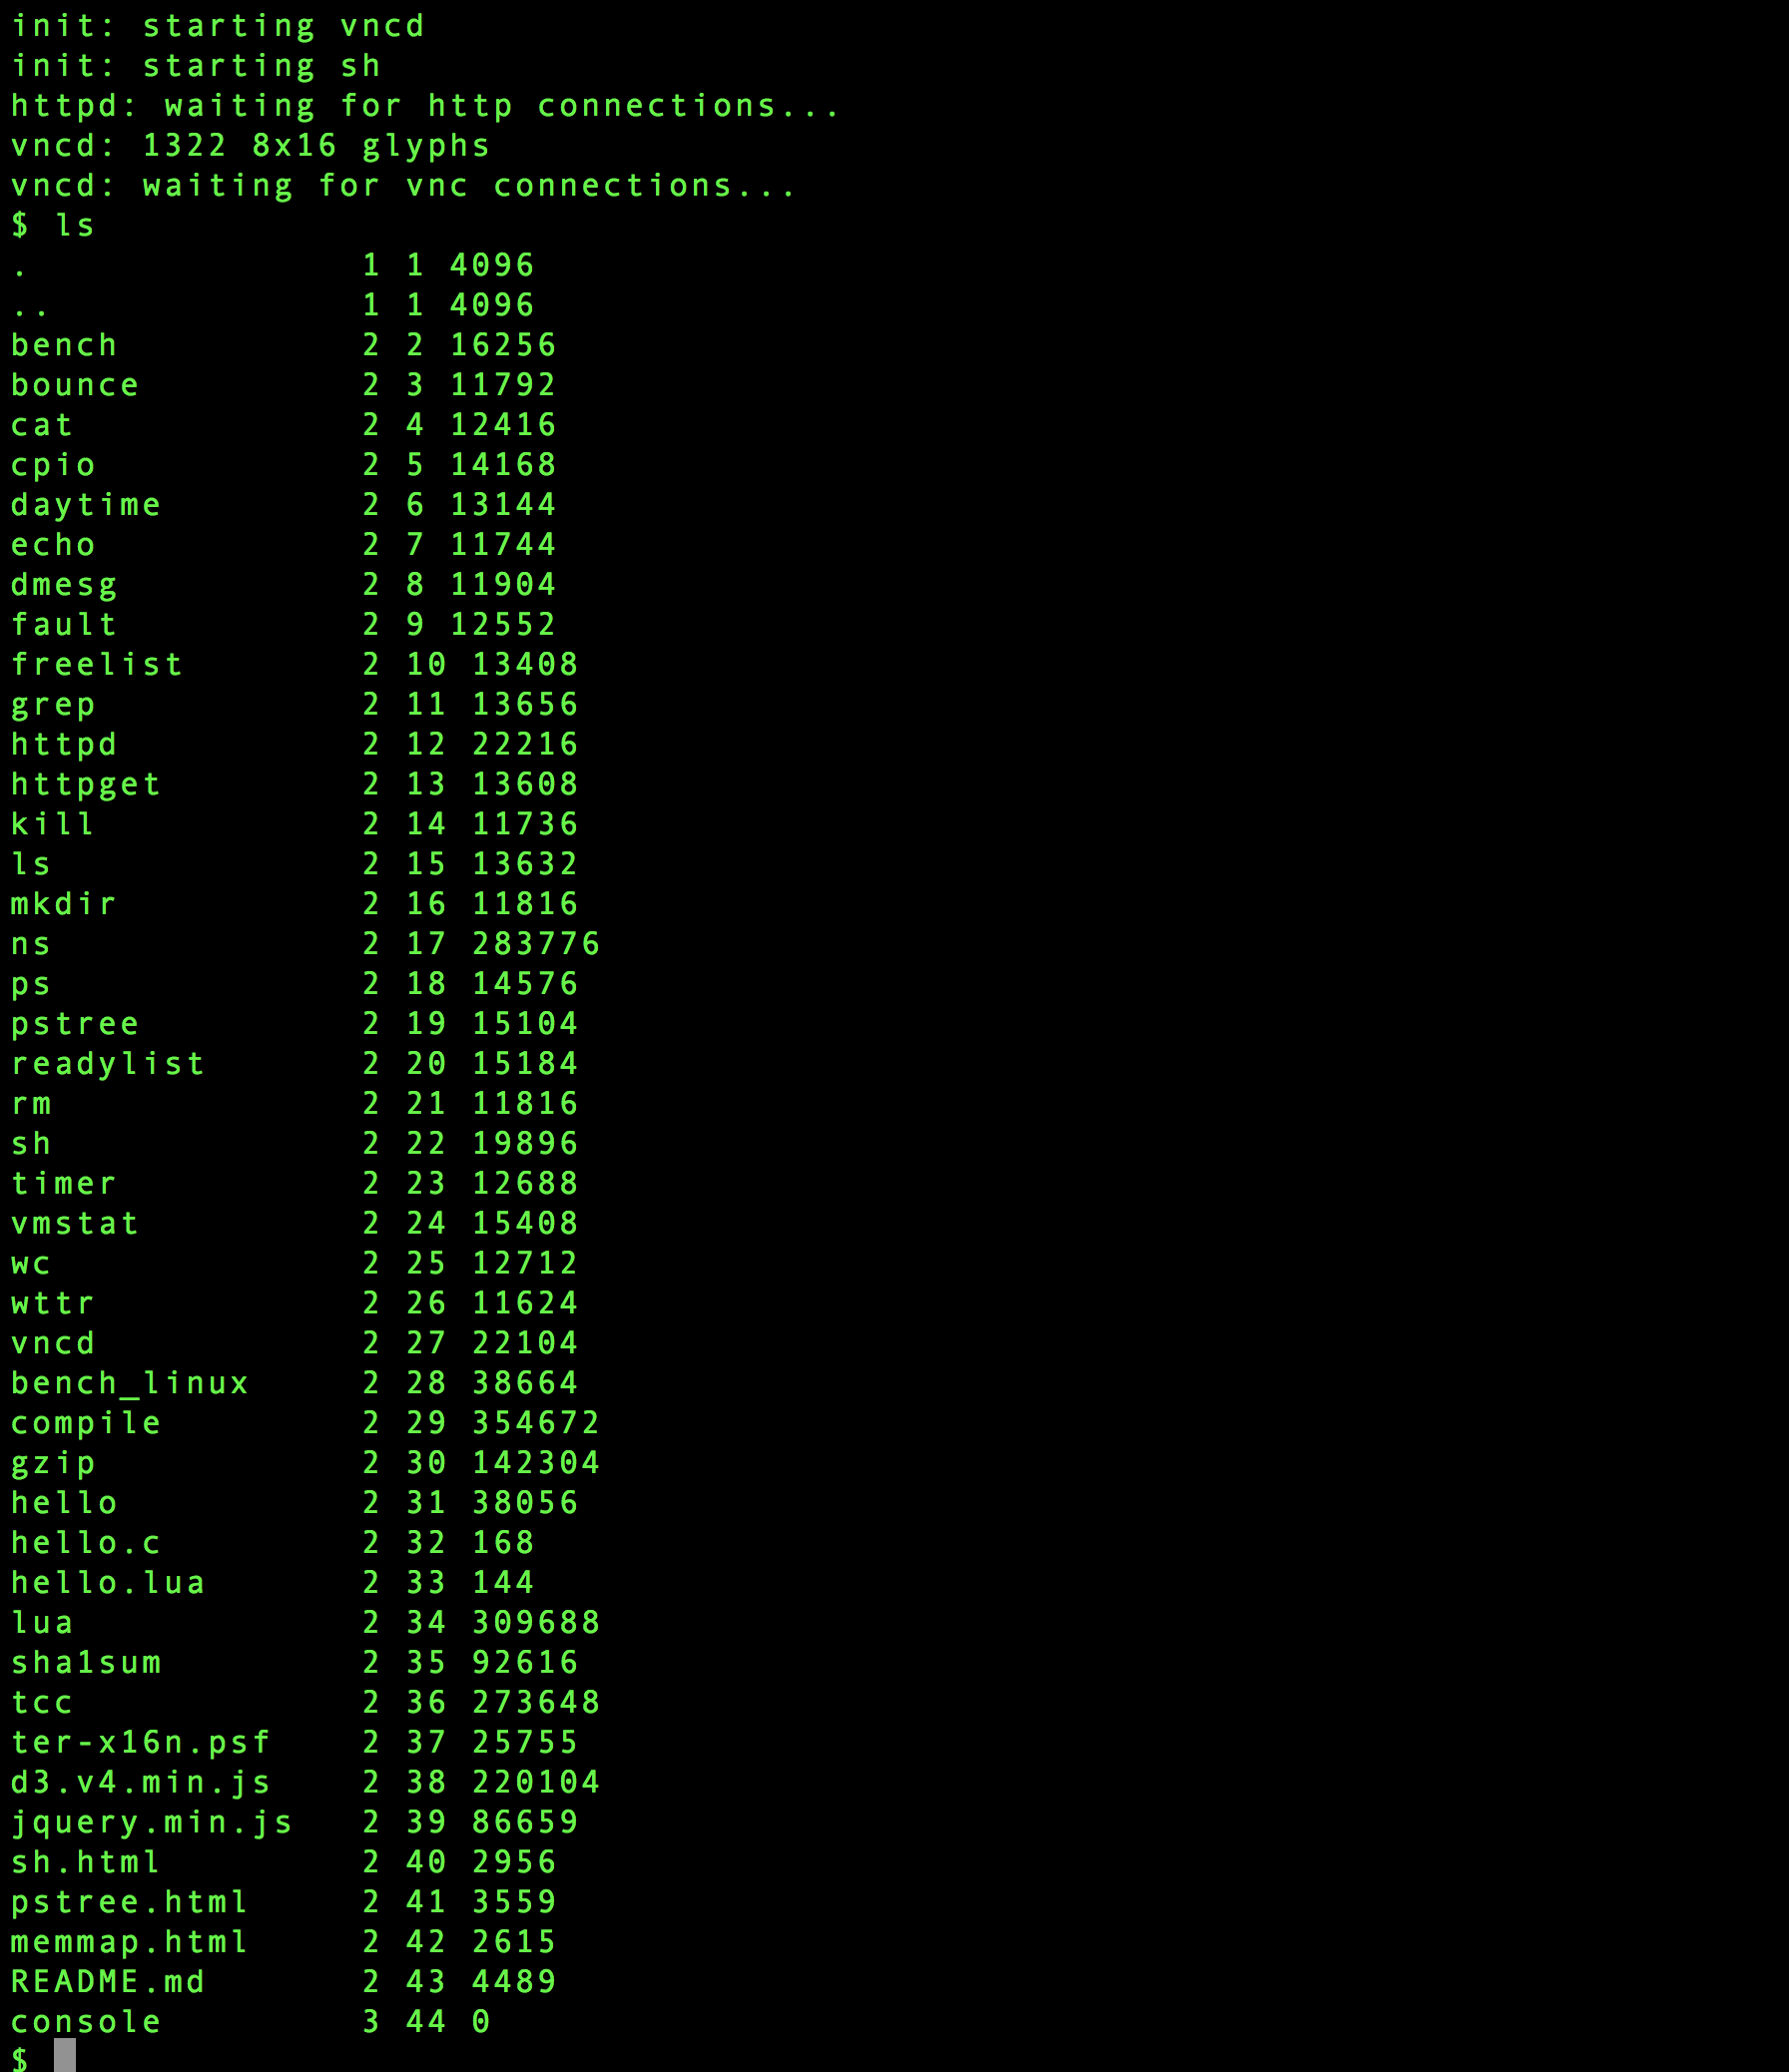 init: starting vncd
init: starting sh
httpd: waiting for http connections...
vncd: 1322 8x16 glyphs
vncd: waiting for vnc connections...
$ ls
.               1 1 4096
..              1 1 4096
bench           2 2 16256
bounce          2 3 11792
cat             2 4 12416
cpio            2 5 14168
daytime         2 6 13144
echo            2 7 11744
dmesg           2 8 11904
fault           2 9 12552
freelist        2 10 13408
grep            2 11 13656
httpd           2 12 22216
httpget         2 13 13608
kill            2 14 11736
ls              2 15 13632
mkdir           2 16 11816
ns              2 17 283776
ps              2 18 14576
pstree          2 19 15104
readylist       2 20 15184
rm              2 21 11816
sh              2 22 19896
timer           2 23 12688
vmstat          2 24 15408
wc              2 25 12712
wttr            2 26 11624
vncd            2 27 22104
bench_linux     2 28 38664
compile         2 29 354672
gzip            2 30 142304
hello           2 31 38056
hello.c         2 32 168
hello.lua       2 33 144
lua             2 34 309688
sha1sum         2 35 92616
tcc             2 36 273648
ter-x16n.psf    2 37 25755
d3.v4.min.js    2 38 220104
jquery.min.js   2 39 86659
sh.html         2 40 2956
pstree.html     2 41 3559
memmap.html     2 42 2615
README.md       2 43 4489
console         3 44 0
$